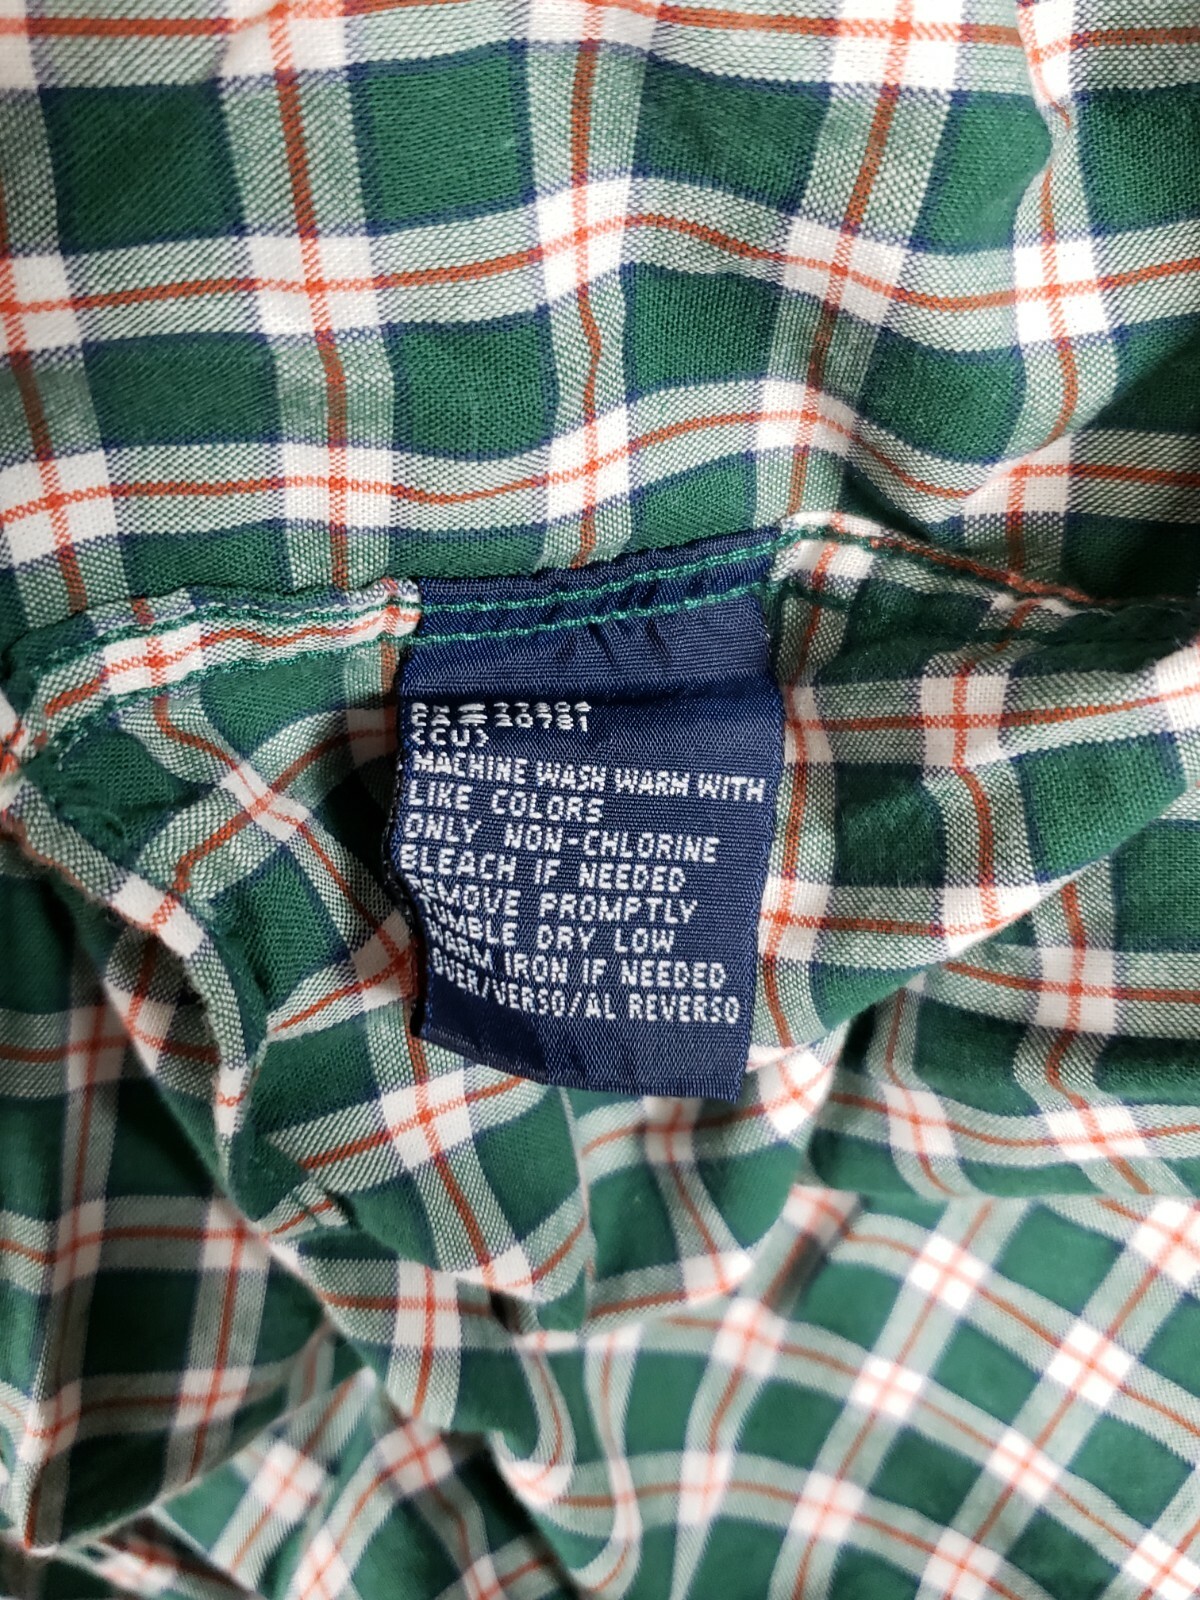 CA# 30781
(CU)
MACHINE WASH WARM WITH
LIKE COLORS
ONLY NON-CHLORINE
BLEACH IF NEEDED
REMOVE PROMPTLY
TUMBLE DRY LOW
WARM IRON IF NEEDED
OVER/VERSO/AL REVERSO